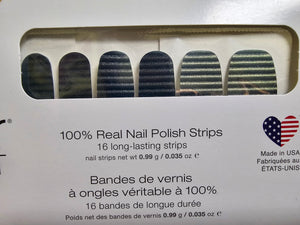 100% Real Nail Polish Strips
16 long-lasting strips
nail strips net wt 0.99 g / 0.035 oz ℮
Made in USA
Fabriquées aux
ÉTATS-UNIS
Bandes de vernis
à ongles véritable à 100%
16 bandes de longue durée
Poids net des bandes de vernis 0.99 g / 0.035 oz ℮